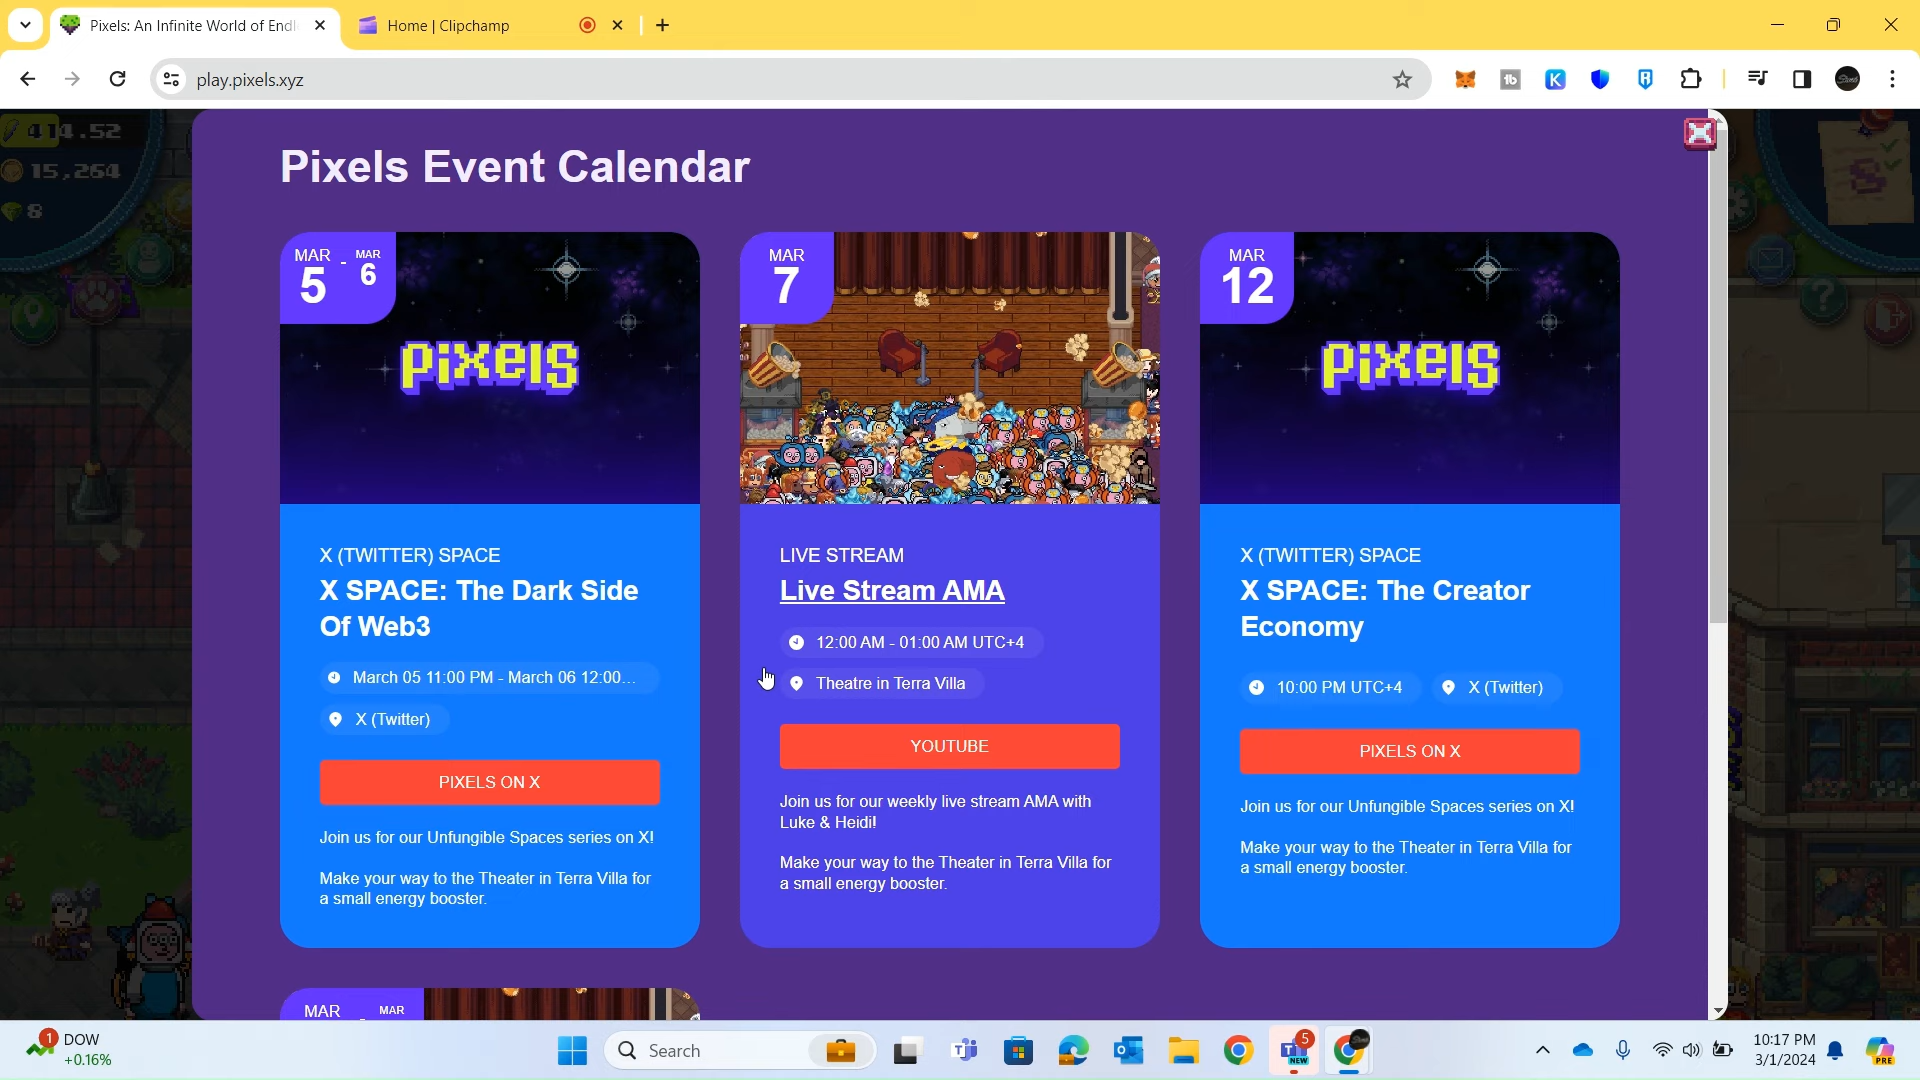 Pixels: An Infinite World of Endl
Home | Clipchamp
play.pixels.xyz
414.52
15,264
8
Pixels Event Calendar
MAR 5 - MAR 6
pixels
X (TWITTER) SPACE
X SPACE: The Dark Side
Of Web3
March 05 11:00 PM - March 06 12:00...
X (Twitter)
PIXELS ON X
Join us for our Unfungible Spaces series on X!
Make your way to the Theater in Terra Villa for
a small energy booster.
MAR
7
LIVE STREAM
Live Stream AMA
12:00 AM - 01:00 AM UTC+4
Theatre in Terra Villa
YOUTUBE
Join us for our weekly live stream AMA with
Luke & Heidi!
Make your way to the Theater in Terra Villa for
a small energy booster.
MAR
12
pixels
X (TWITTER) SPACE
X SPACE: The Creator
Economy
10:00 PM UTC+4
X (Twitter)
PIXELS ON X
Join us for our Unfungible Spaces series on X!
Make your way to the Theater in Terra Villa for
a small energy booster.
MAR - MAR
1
DOW
+0.16%
Search
5
NEW
10:17 PM
3/1/2024
PRE